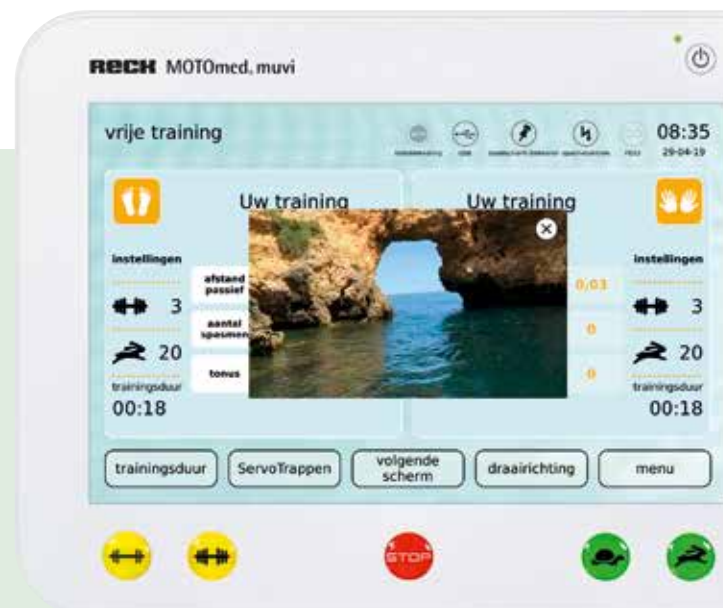 RECK MOTOmed. muvi
vrije training
USB
08:35
29-04-19
Uw training
Uw training
instellingen
instellingen
afstand
passief
0,03
3
3
aantal
spasmen
0
20
20
tonus
0
trainingsduur
trainingsduur
00:18
00:18
trainingsduur
ServoTrappen
volgende
scherm
draairichting
menu
STOP